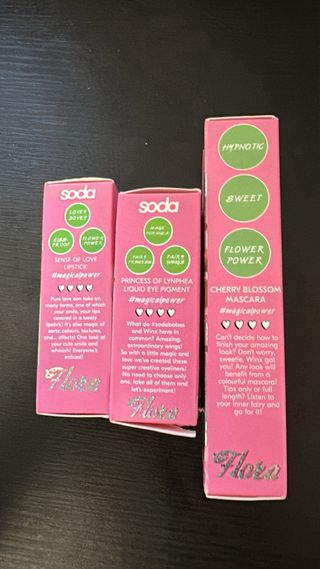 soda
LOVEY
DOVEY
KISS-
PROOF
FLOWER
POWER
SENSE OF LOVE
LIPSTICK
#magicalpower
Pure love can take on
many forms, one of which
- your smile, your lips
covered in a lovely
lipstick! It's also magic of
aorta: colours, textures,
and... effects! One look at
your cute smile and
whoosh! Everyone's
enticed!
Flora
soda
MADE
FOR MAGIC
FAIRY
PRINCESS
FAIRY
WINGS
PRINCESS OF LYNPHEA
LIQUID EYE PIGMENT
#magicalpower
What do #sodababes
and Winx have in
common? Amazing,
extraordinary wings!
So with a little magic and
love we've created these
super creative eyeliners!
No need to choose only
one, take all of them and
let's experiment!
Flora
HYPNOTIC
SWEET
FLOWER
POWER
CHERRY BLOSSOM
MASCARA
#magicalpower
Can't decide how to
finish your amazing
look? Don't worry,
sweetie, Winx got
you! Any look will
benefit from a
colourful mascara!
Tips only or full
length? Listen to
your inner fairy and
go for it!
Flora